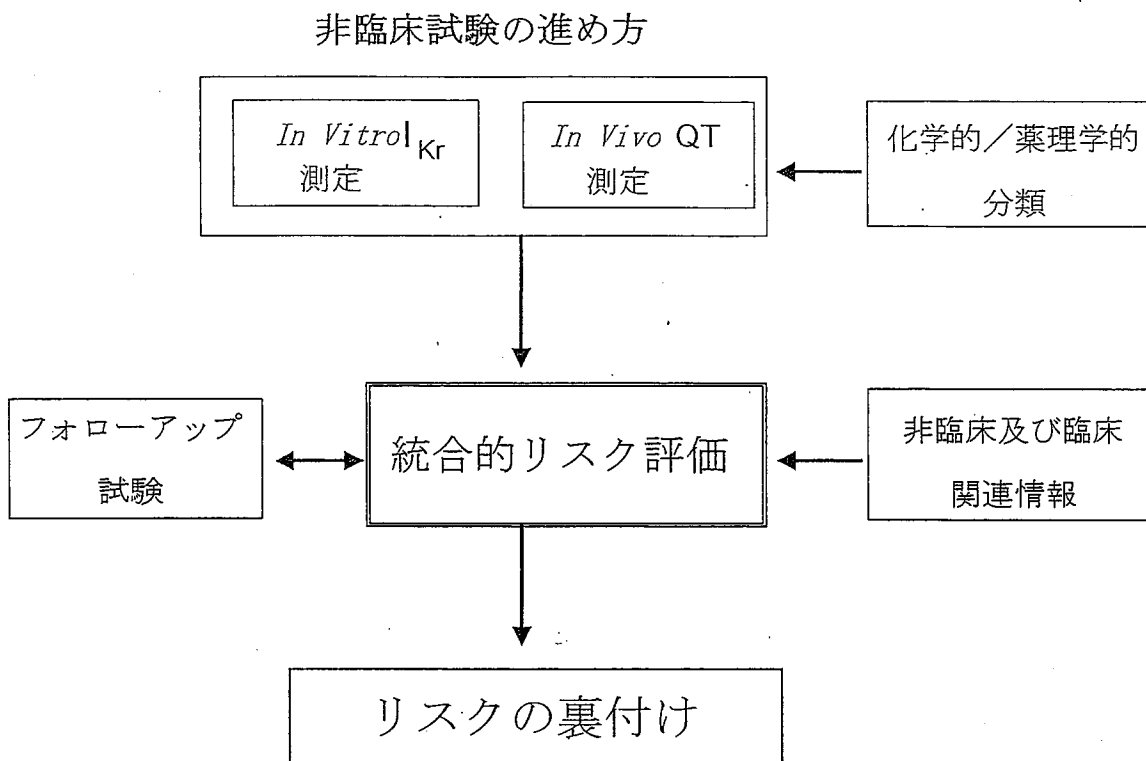 非臨床試験の進め方
In Vitro I_Kr
測定
In Vivo QT
測定
化学的／薬理学的
分類
フォローアップ
試験
統合的リスク評価
非臨床及び臨床
関連情報
リスクの裏付け